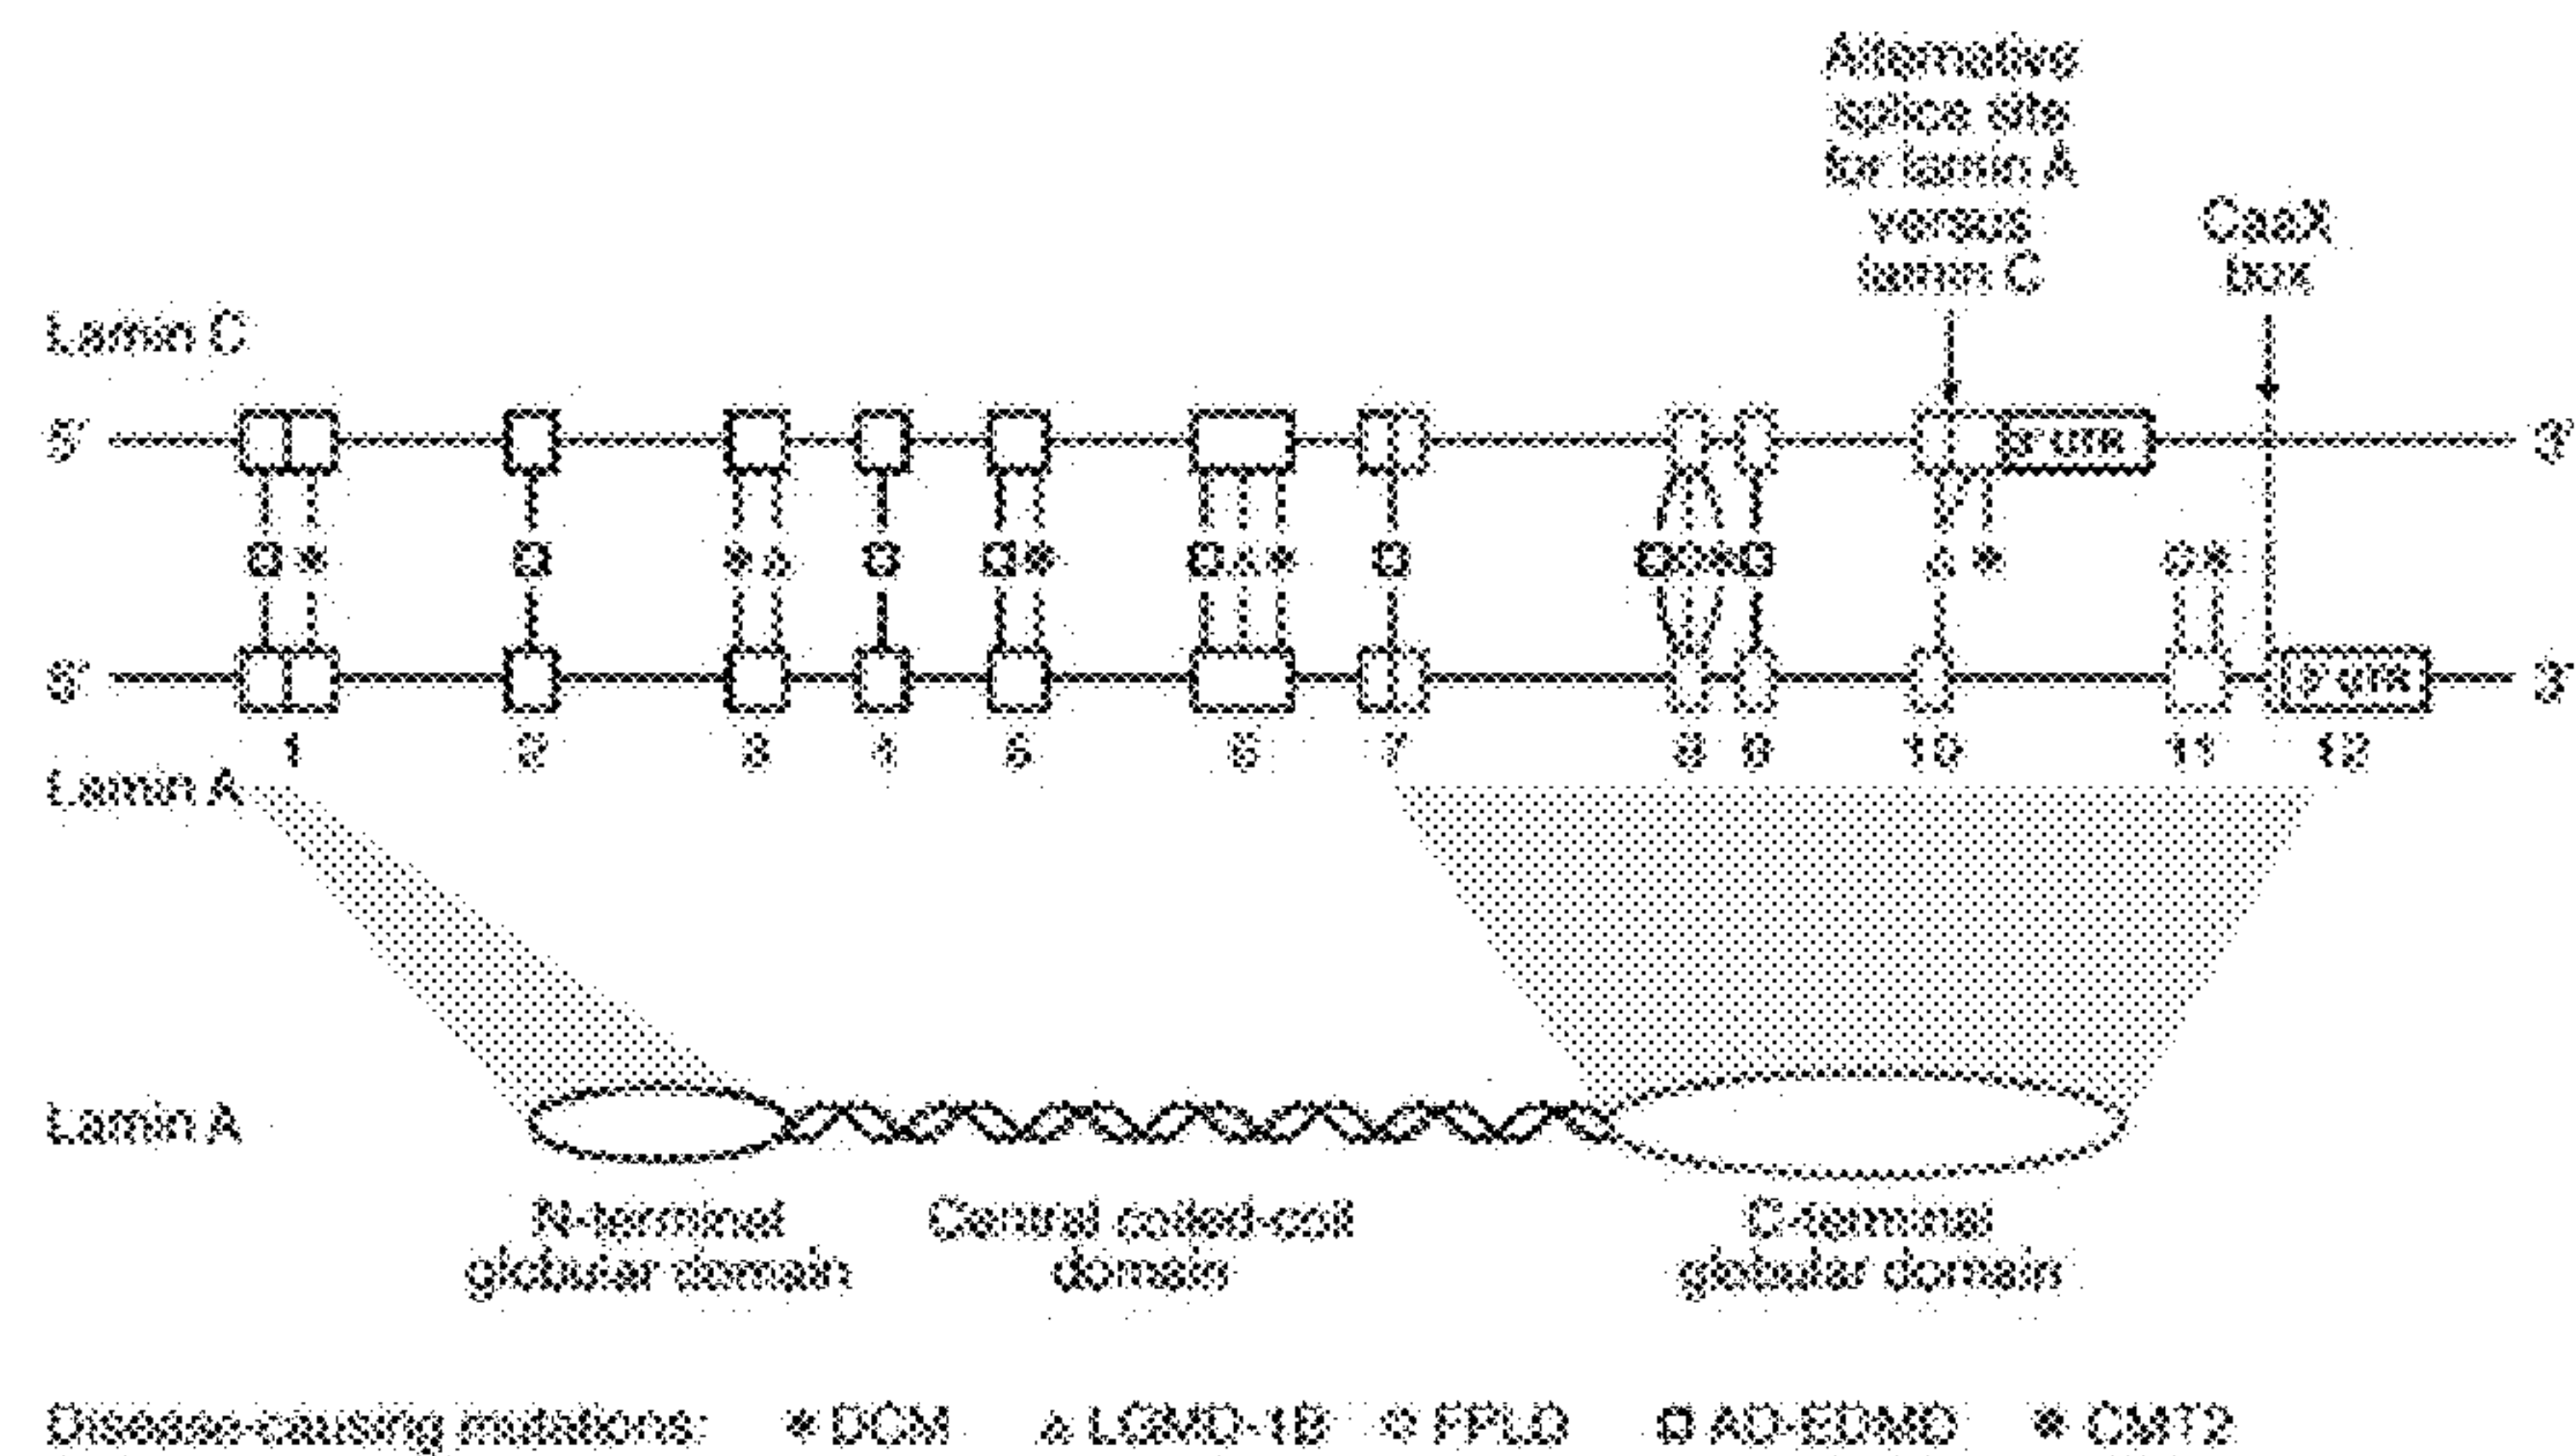 Alternative
splice site
for lamin A
versus
lamin C
CaaX
box
Lamin C
5′ 3′ UTR 3′
5′ 3′ UTR 3′
1 2 3 4 5 6 7 8 9 10 11 12
Lamin A
Lamin A
N-terminal
globular domain
Central coiled-coil
domain
C-terminal
globular domain
Disease-causing mutations: DCM LGMD-1B FPLD AD-EDMD CMT2